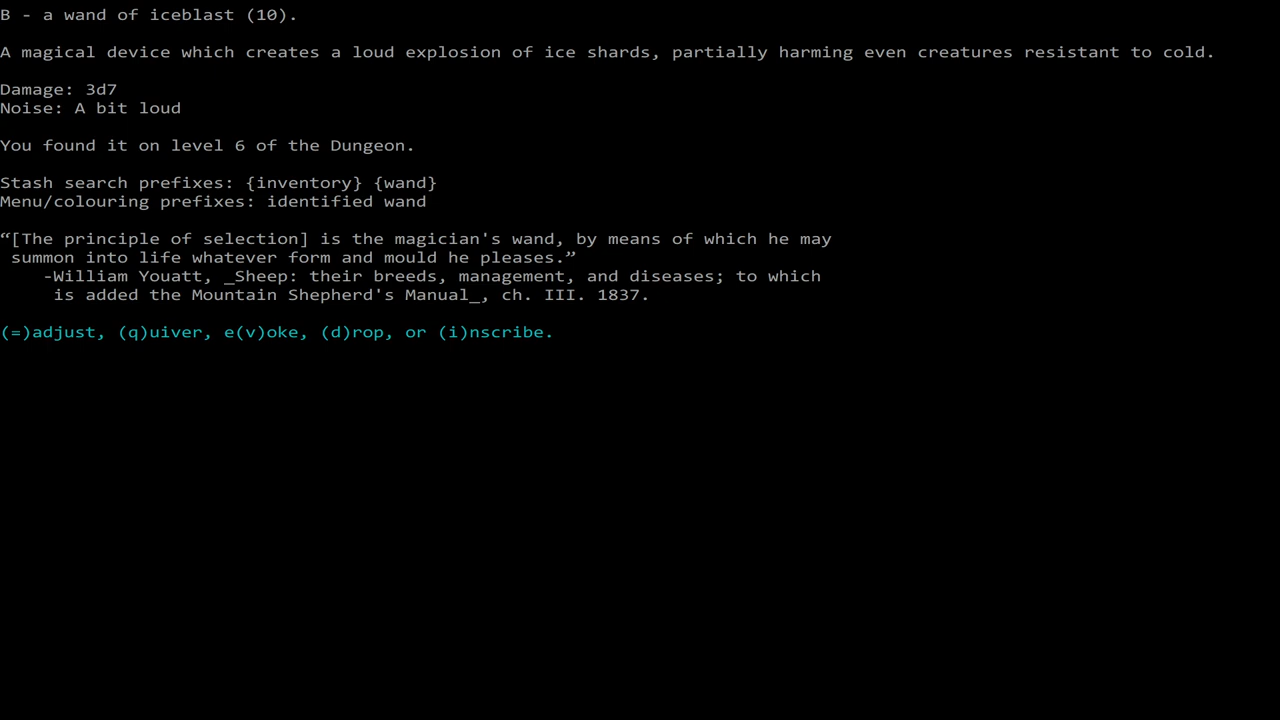 B - a wand of iceblast (10).
A magical device which creates a loud explosion of ice shards, partially harming even creatures resistant to cold.
Damage: 3d7
Noise: A bit loud
You found it on level 6 of the Dungeon.
Stash search prefixes: {inventory} {wand}
Menu/colouring prefixes: identified wand
“[The principle of selection] is the magician's wand, by means of which he may
summon into life whatever form and mould he pleases.”
-William Youatt, _Sheep: their breeds, management, and diseases; to which
is added the Mountain Shepherd's Manual_, ch. III. 1837.
(=)adjust, (q)uiver, e(v)oke, (d)rop, or (i)nscribe.